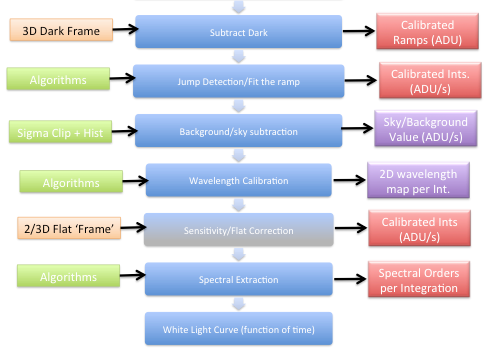 3D Dark Frame
Subtract Dark
Calibrated
Ramps (ADU)
Algorithms
Jump Detection/Fit the ramp
Calibrated Ints.
(ADU/s)
Sigma Clip + Hist
Background/sky subtraction
Sky/Background
Value (ADU/s)
Algorithms
Wavelength Calibration
2D wavelength
map per Int.
2/3D Flat ‘Frame’
Sensitivity/Flat Correction
Calibrated Ints
(ADU/s)
Algorithms
Spectral Extraction
Spectral Orders
per Integration
White Light Curve (function of time)